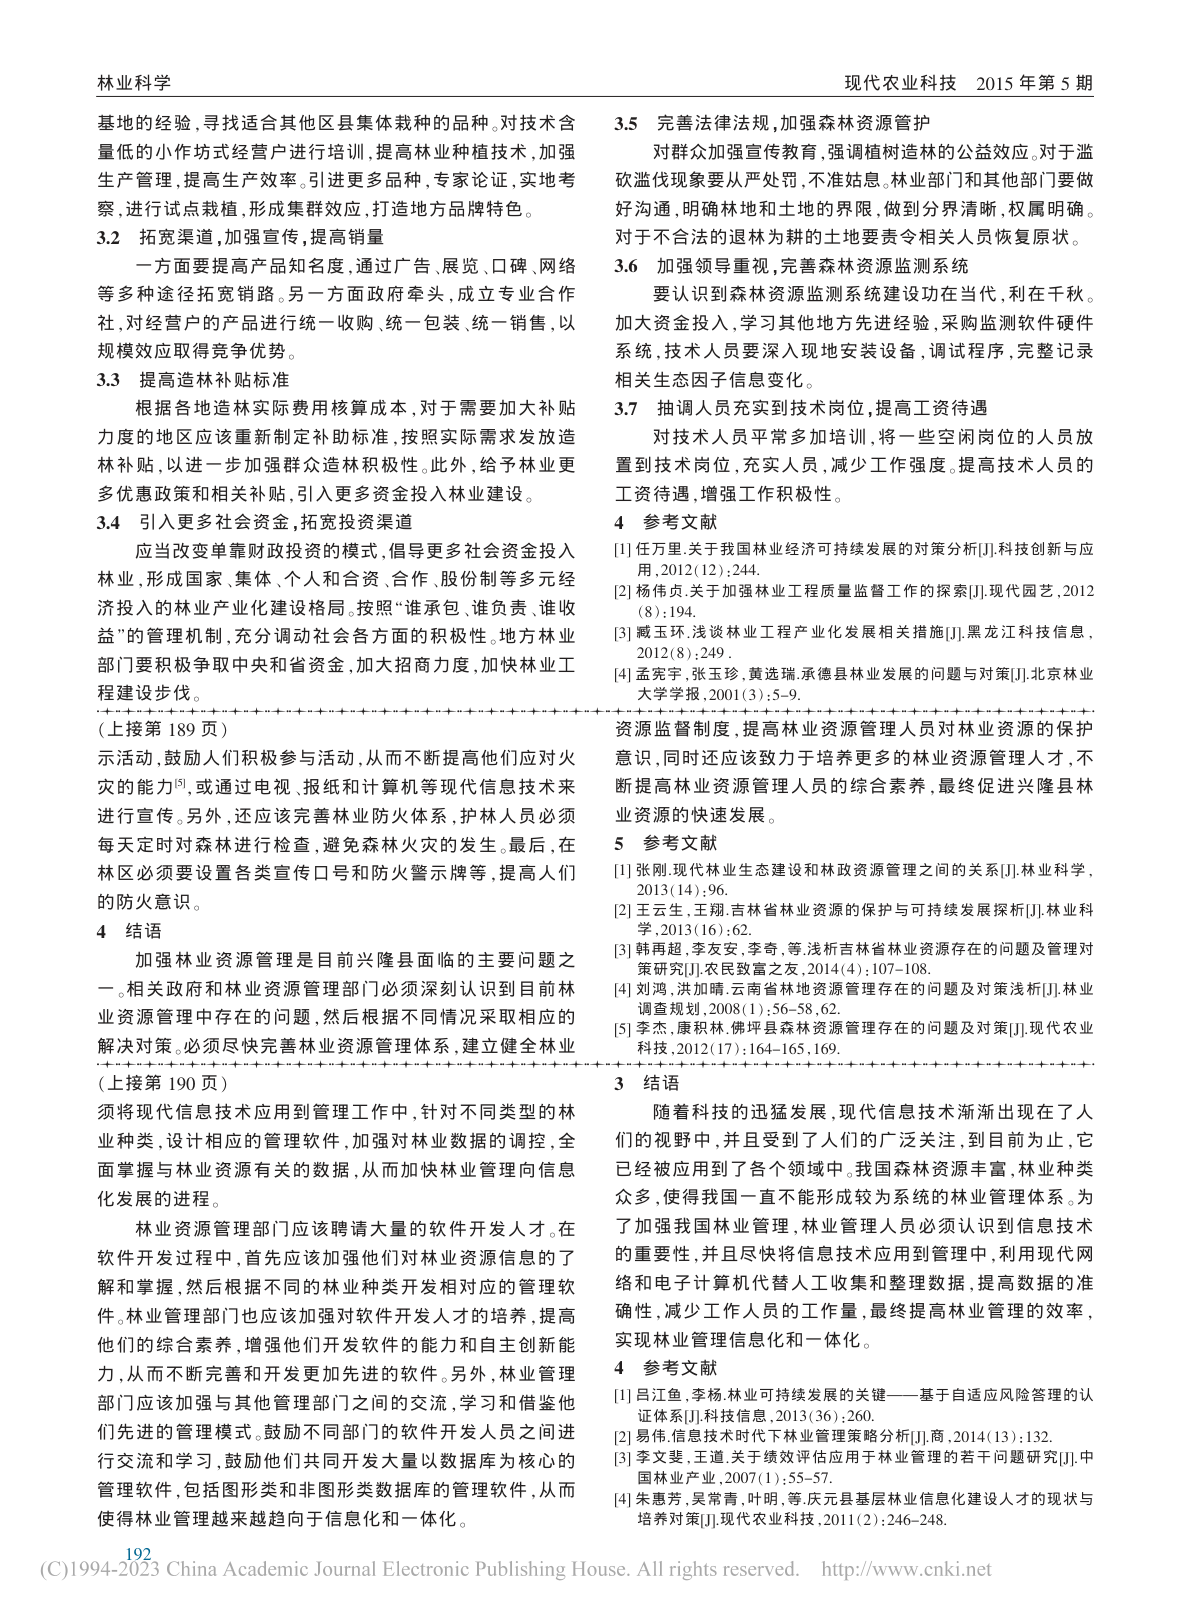 林业科学
现代农业科技 2015 年第 5 期
基地的经验,寻找适合其他区县集体栽种的品种。对技术含
量低的小作坊式经营户进行培训,提高林业种植技术,加强
生产管理,提高生产效率。引进更多品种,专家论证,实地考
察,进行试点栽植,形成集群效应,打造地方品牌特色。
3.2 拓宽渠道,加强宣传,提高销量
一方面要提高产品知名度,通过广告、展览、口碑、网络
等多种途径拓宽销路。另一方面政府牵头,成立专业合作
社,对经营户的产品进行统一收购、统一包装、统一销售,以
规模效应取得竞争优势。
3.3 提高造林补贴标准
根据各地造林实际费用核算成本,对于需要加大补贴
力度的地区应该重新制定补助标准,按照实际需求发放造
林补贴,以进一步加强群众造林积极性。此外,给予林业更
多优惠政策和相关补贴,引入更多资金投入林业建设。
3.4 引入更多社会资金,拓宽投资渠道
应当改变单靠财政投资的模式,倡导更多社会资金投入
林业,形成国家、集体、个人和合资、合作、股份制等多元经
济投入的林业产业化建设格局。按照“谁承包、谁负责、谁收
益”的管理机制,充分调动社会各方面的积极性。地方林业
部门要积极争取中央和省资金,加大招商力度,加快林业工
程建设步伐。
3.5 完善法律法规,加强森林资源管护
对群众加强宣传教育,强调植树造林的公益效应。对于滥
砍滥伐现象要从严处罚,不准姑息。林业部门和其他部门要做
好沟通,明确林地和土地的界限,做到分界清晰,权属明确。
对于不合法的退林为耕的土地要责令相关人员恢复原状。
3.6 加强领导重视,完善森林资源监测系统
要认识到森林资源监测系统建设功在当代,利在千秋。
加大资金投入,学习其他地方先进经验,采购监测软件硬件
系统,技术人员要深入现地安装设备,调试程序,完整记录
相关生态因子信息变化。
3.7 抽调人员充实到技术岗位,提高工资待遇
对技术人员平常多加培训,将一些空闲岗位的人员放
置到技术岗位,充实人员,减少工作强度。提高技术人员的
工资待遇,增强工作积极性。
4 参考文献
[1] 任万里.关于我国林业经济可持续发展的对策分析[J].科技创新与应
用,2012(12):244.
[2] 杨伟贞.关于加强林业工程质量监督工作的探索[J].现代园艺,2012
(8):194.
[3] 臧玉环.浅谈林业工程产业化发展相关措施[J].黑龙江科技信息,
2012(8):249 .
[4] 孟宪宇,张玉珍,黄选瑞.承德县林业发展的问题与对策[J].北京林业
大学学报,2001(3):5–9.
(上接第 189 页)
示活动,鼓励人们积极参与活动,从而不断提高他们应对火
灾的能力[5],或通过电视、报纸和计算机等现代信息技术来
进行宣传。另外,还应该完善林业防火体系,护林人员必须
每天定时对森林进行检查,避免森林火灾的发生。最后,在
林区必须要设置各类宣传口号和防火警示牌等,提高人们
的防火意识。
4 结语
加强林业资源管理是目前兴隆县面临的主要问题之
一。相关政府和林业资源管理部门必须深刻认识到目前林
业资源管理中存在的问题,然后根据不同情况采取相应的
解决对策。必须尽快完善林业资源管理体系,建立健全林业
资源监督制度,提高林业资源管理人员对林业资源的保护
意识,同时还应该致力于培养更多的林业资源管理人才,不
断提高林业资源管理人员的综合素养,最终促进兴隆县林
业资源的快速发展。
5 参考文献
[1] 张刚.现代林业生态建设和林政资源管理之间的关系[J].林业科学,
2013(14):96.
[2] 王云生,王翔.吉林省林业资源的保护与可持续发展探析[J].林业科
学,2013(16):62.
[3] 韩再超,李友安,李奇,等.浅析吉林省林业资源存在的问题及管理对
策研究[J].农民致富之友,2014(4):107–108.
[4] 刘鸿,洪加晴.云南省林地资源管理存在的问题及对策浅析[J].林业
调查规划,2008(1):56–58,62.
[5] 李杰,康积林.佛坪县森林资源管理存在的问题及对策[J].现代农业
科技,2012(17):164–165,169.
(上接第 190 页)
须将现代信息技术应用到管理工作中,针对不同类型的林
业种类,设计相应的管理软件,加强对林业数据的调控,全
面掌握与林业资源有关的数据,从而加快林业管理向信息
化发展的进程。
林业资源管理部门应该聘请大量的软件开发人才。在
软件开发过程中,首先应该加强他们对林业资源信息的了
解和掌握,然后根据不同的林业种类开发相对应的管理软
件。林业管理部门也应该加强对软件开发人才的培养,提高
他们的综合素养,增强他们开发软件的能力和自主创新能
力,从而不断完善和开发更加先进的软件。另外,林业管理
部门应该加强与其他管理部门之间的交流,学习和借鉴他
们先进的管理模式。鼓励不同部门的软件开发人员之间进
行交流和学习,鼓励他们共同开发大量以数据库为核心的
管理软件,包括图形类和非图形类数据库的管理软件,从而
使得林业管理越来越趋向于信息化和一体化。
3 结语
随着科技的迅猛发展,现代信息技术渐渐出现在了人
们的视野中,并且受到了人们的广泛关注,到目前为止,它
已经被应用到了各个领域中。我国森林资源丰富,林业种类
众多,使得我国一直不能形成较为系统的林业管理体系。为
了加强我国林业管理,林业管理人员必须认识到信息技术
的重要性,并且尽快将信息技术应用到管理中,利用现代网
络和电子计算机代替人工收集和整理数据,提高数据的准
确性,减少工作人员的工作量,最终提高林业管理的效率,
实现林业管理信息化和一体化。
4 参考文献
[1] 吕江鱼,李杨.林业可持续发展的关键——基于自适应风险答理的认
证体系[J].科技信息,2013(36):260.
[2] 易伟.信息技术时代下林业管理策略分析[J].商,2014(13):132.
[3] 李文斐,王道.关于绩效评估应用于林业管理的若干问题研究[J].中
国林业产业,2007(1):55–57.
[4] 朱惠芳,吴常青,叶明,等.庆元县基层林业信息化建设人才的现状与
培养对策[J].现代农业科技,2011(2):246–248.
192
(C)1994-2023 China Academic Journal Electronic Publishing House. All rights reserved. http://www.cnki.net